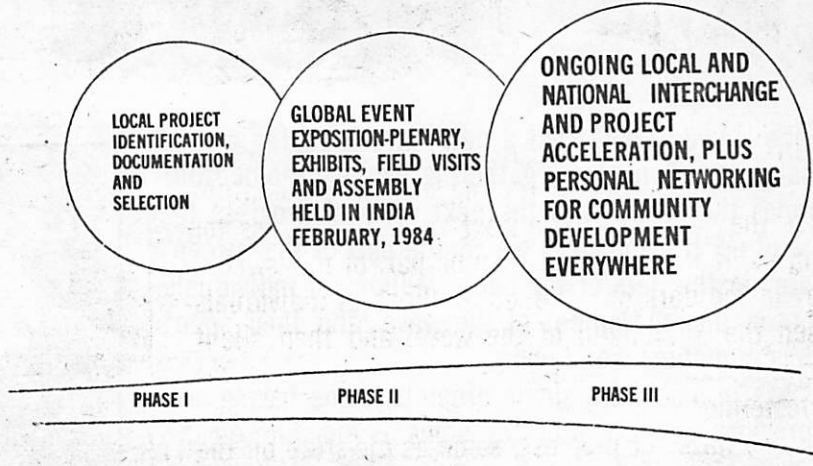 LOCAL PROJECT
IDENTIFICATION,
DOCUMENTATION
AND
SELECTION
GLOBAL EVENT
EXPOSITION-PLENARY,
EXHIBITS, FIELD VISITS
AND ASSEMBLY
HELD IN INDIA
FEBRUARY, 1984
ONGOING LOCAL AND
NATIONAL INTERCHANGE
AND PROJECT
ACCELERATION, PLUS
PERSONAL NETWORKING
FOR COMMUNITY
DEVELOPMENT
EVERYWHERE
PHASE I
PHASE II
PHASE III